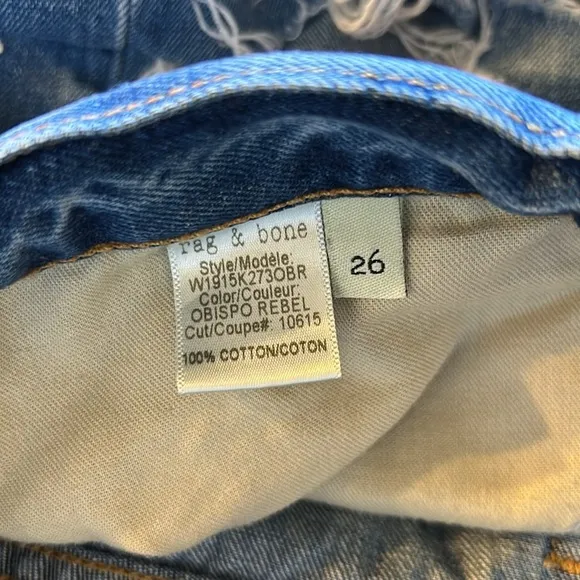 rag & bone
Style/Modèle:
W1915K273OBR
Color/Couleur:
OBISPO REBEL
Cut/Coupe#: 10615
100% COTTON/COTON
26